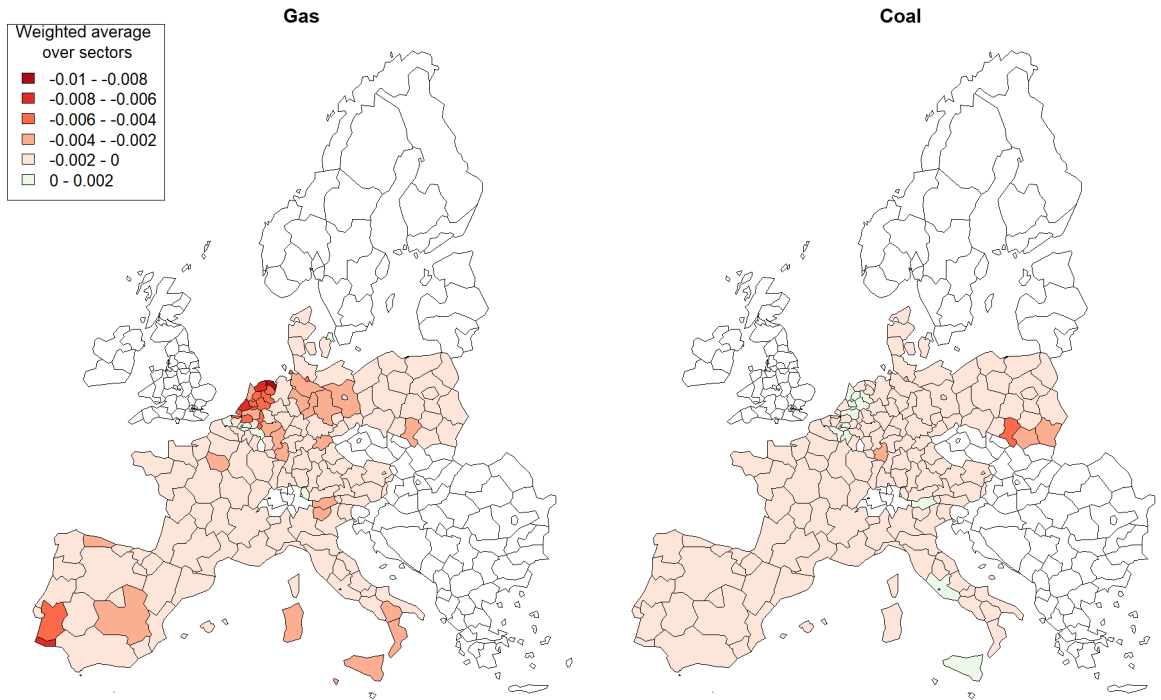 Gas
Coal
Weighted average
over sectors
-0.01 - -0.008
-0.008 - -0.006
-0.006 - -0.004
-0.004 - -0.002
-0.002 - 0
0 - 0.002